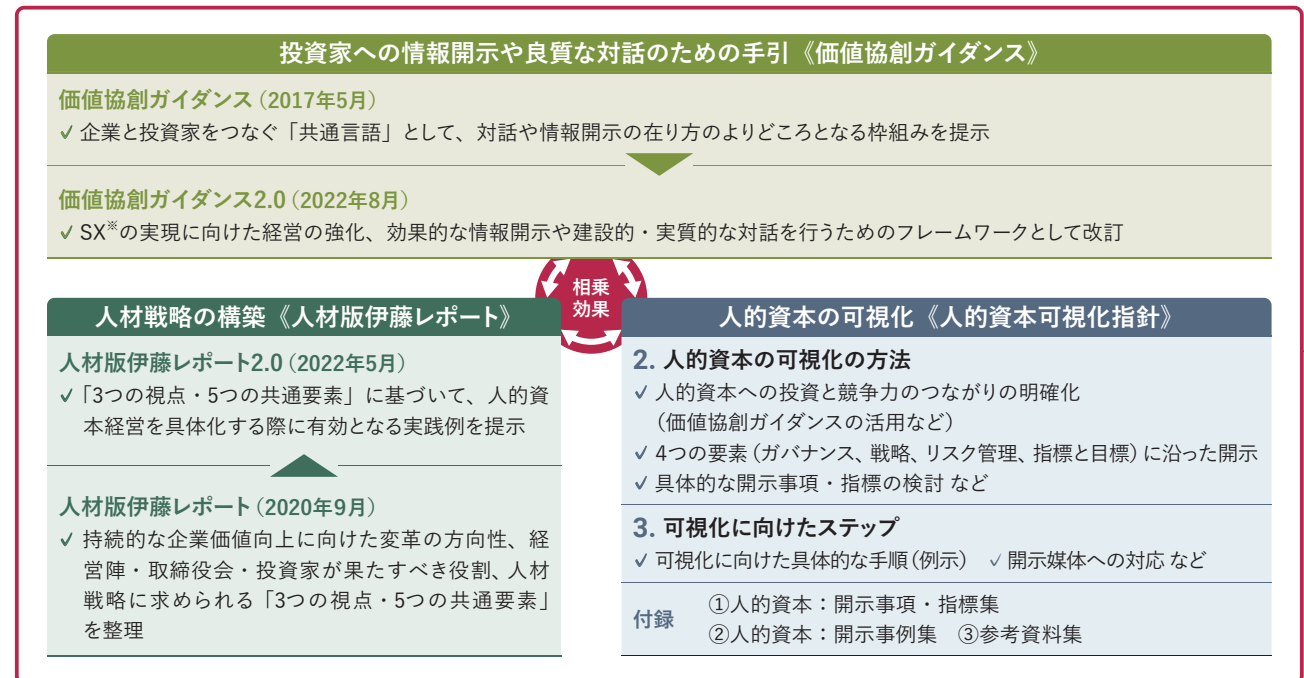 投資家への情報開示や良質な対話のための手引《価値協創ガイダンス》
価値協創ガイダンス（2017年5月）
✓ 企業と投資家をつなぐ「共通言語」として、対話や情報開示の在り方のよりどころとなる枠組みを提示
価値協創ガイダンス2.0（2022年8月）
✓ SX※の実現に向けた経営の強化、効果的な情報開示や建設的・実質的な対話を行うためのフレームワークとして改訂
相乗
効果
人材戦略の構築《人材版伊藤レポート》
人材版伊藤レポート2.0（2022年5月）
✓「3つの視点・5つの共通要素」に基づいて、人的資
本経営を具体化する際に有効となる実践例を提示
人材版伊藤レポート（2020年9月）
✓ 持続的な企業価値向上に向けた変革の方向性、経
営陣・取締役会・投資家が果たすべき役割、人材
戦略に求められる「3つの視点・5つの共通要素」
を整理
人的資本の可視化《人的資本可視化指針》
2. 人的資本の可視化の方法
✓ 人的資本への投資と競争力のつながりの明確化
（価値協創ガイダンスの活用など）
✓ 4つの要素（ガバナンス、戦略、リスク管理、指標と目標）に沿った開示
✓ 具体的な開示事項・指標の検討 など
3. 可視化に向けたステップ
✓ 可視化に向けた具体的な手順（例示） ✓ 開示媒体への対応 など
付録
①人的資本：開示事項・指標集
②人的資本：開示事例集 ③参考資料集